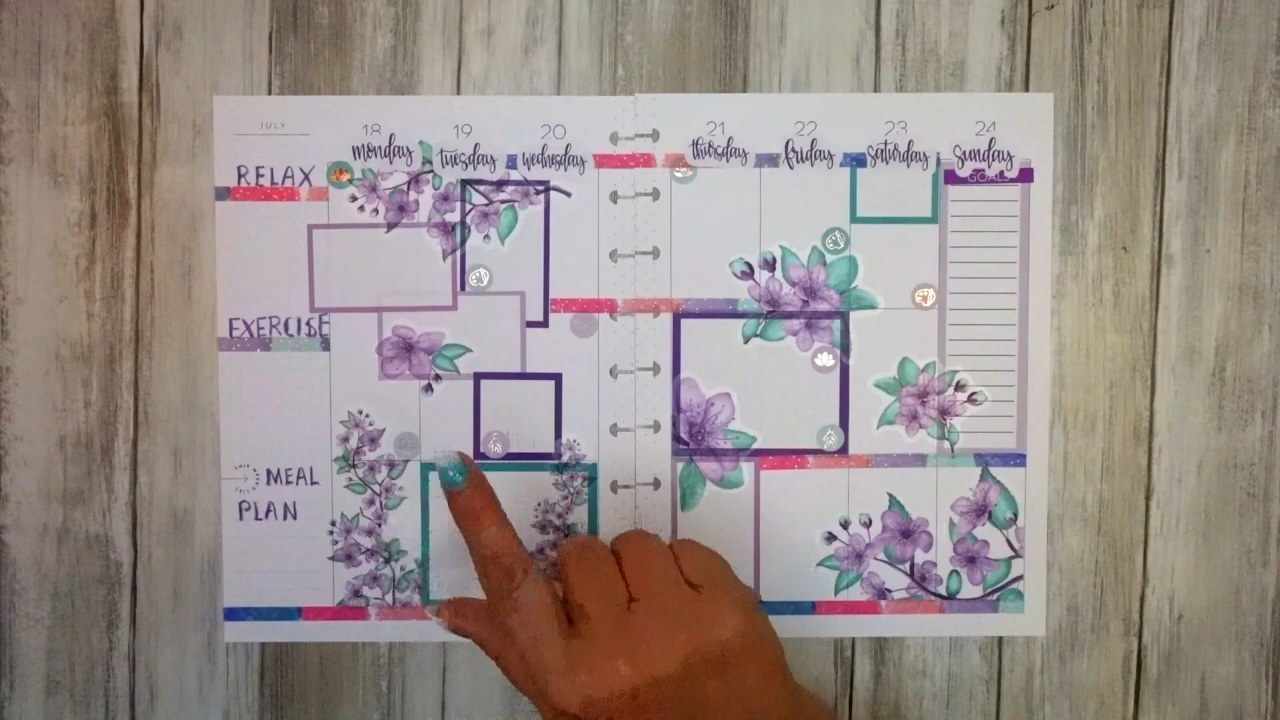 JULY
18 19 20 21 22 23 24
monday tuesday wednesday thursday friday saturday sunday
RELAX
GOALS
EXERCISE
MEAL
PLAN